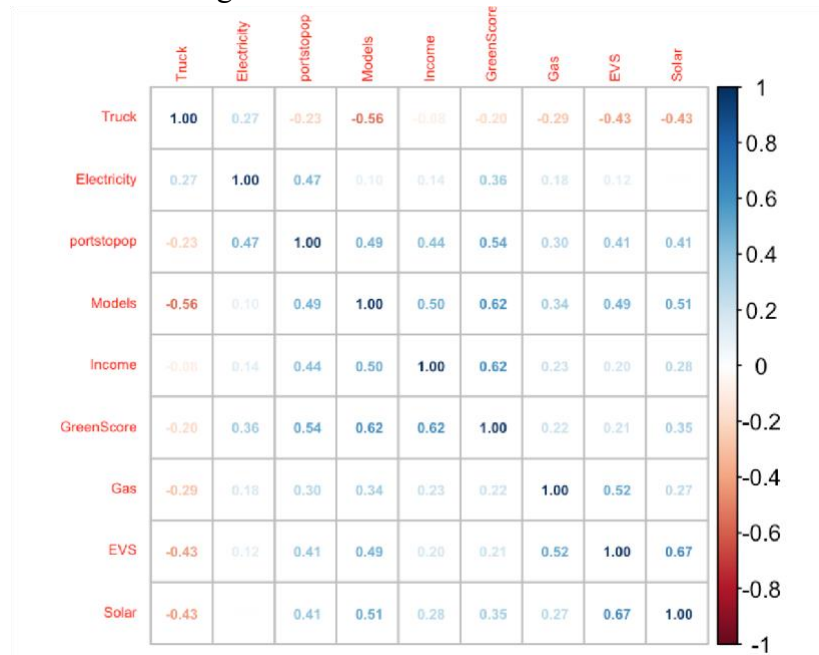 Truck Electricity portstopop Models Income GreenScore Gas EVS Solar
1
Truck 1.00 0.27 -0.23 -0.56 -0.20 -0.29 -0.43 -0.43
0.8
Electricity 0.27 1.00 0.47 0.10 0.14 0.36 0.18 0.12
0.6
portstopop -0.23 0.47 1.00 0.49 0.44 0.54 0.30 0.41 0.41
0.4
Models -0.56 0.10 0.49 1.00 0.50 0.62 0.34 0.49 0.51
0.2
Income 0.14 0.44 0.50 1.00 0.62 0.23 0.20 0.28
0
GreenScore -0.20 0.36 0.54 0.62 0.62 1.00 0.22 0.21 0.35
-0.2
Gas -0.29 0.18 0.30 0.34 0.23 0.22 1.00 0.52 0.27
-0.4
-0.6
EVS -0.43 0.12 0.41 0.49 0.20 0.21 0.52 1.00 0.67
-0.8
Solar -0.43 0.41 0.51 0.28 0.35 0.27 0.67 1.00
-1